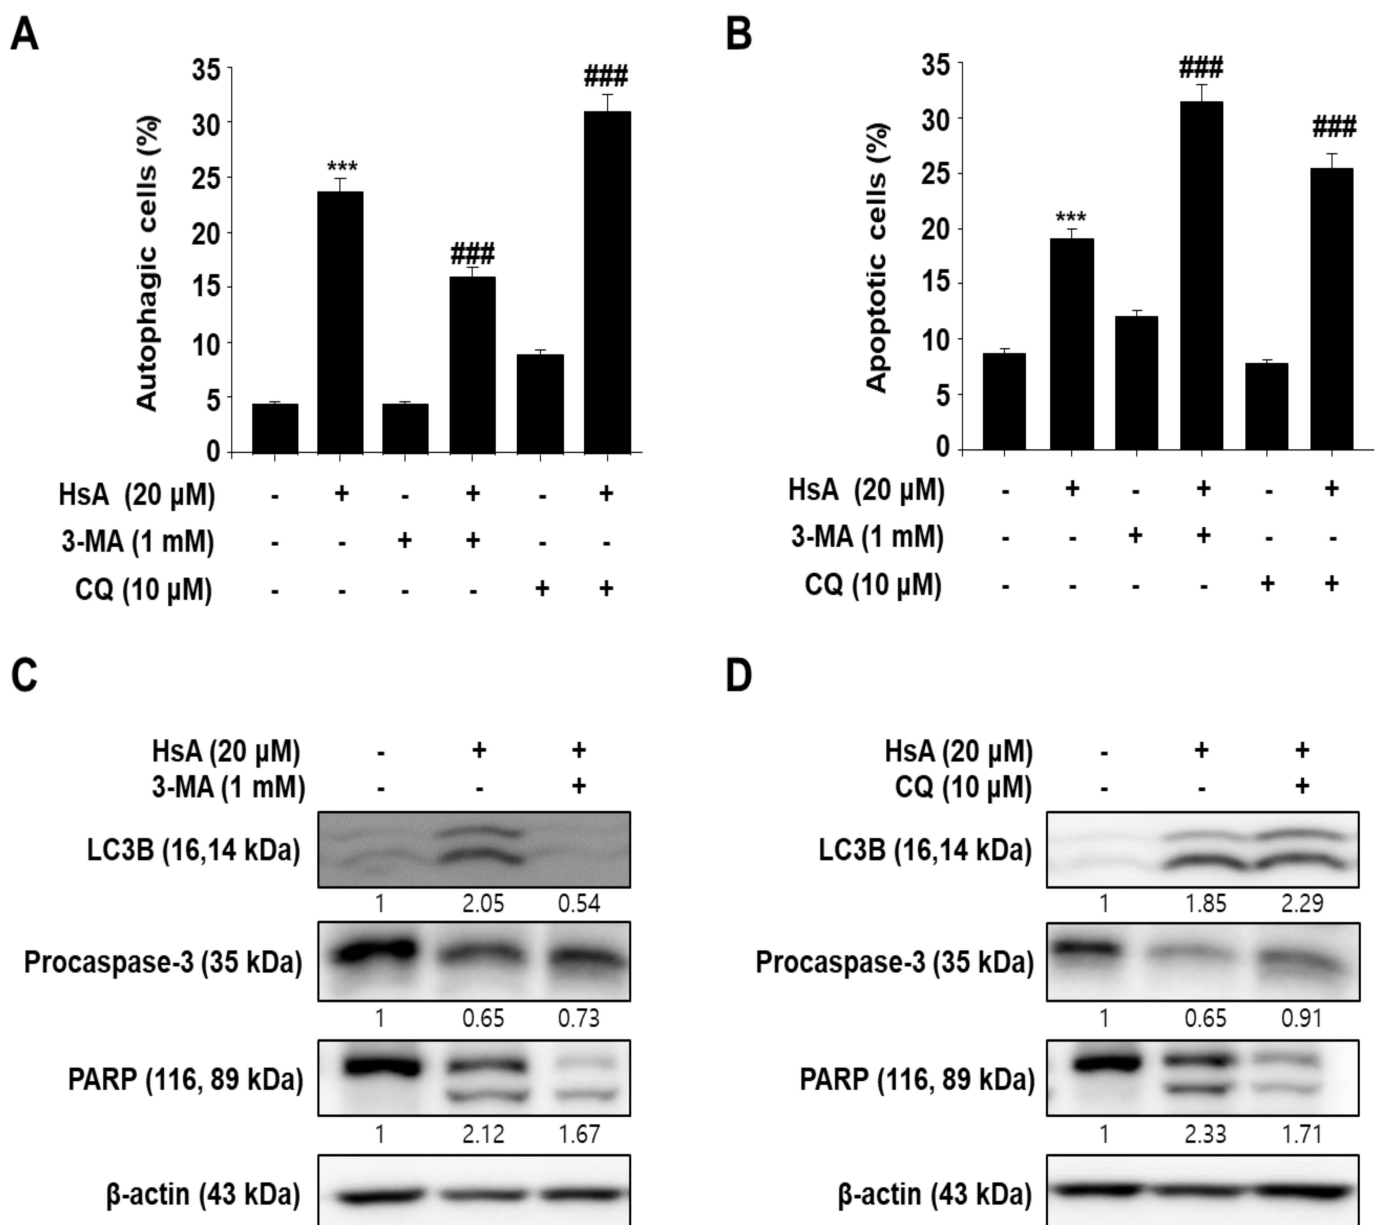 A
35
30
25
20
15
10
5
0
Autophagic cells (%)
***
###
###
HsA (20 µM) - + - + - +
3-MA (1 mM) - - + + - -
CQ (10 µM) - - - - + +
B
35
30
25
20
15
10
5
0
Apoptotic cells (%)
***
###
###
HsA (20 µM) - + - + - +
3-MA (1 mM) - - + + - -
CQ (10 µM) - - - - + +
C
HsA (20 µM) - + +
3-MA (1 mM) - - +
LC3B (16,14 kDa)
1 2.05 0.54
Procaspase-3 (35 kDa)
1 0.65 0.73
PARP (116, 89 kDa)
1 2.12 1.67
β-actin (43 kDa)
D
HsA (20 µM) - + +
CQ (10 µM) - - +
LC3B (16,14 kDa)
1 1.85 2.29
Procaspase-3 (35 kDa)
1 0.65 0.91
PARP (116, 89 kDa)
1 2.33 1.71
β-actin (43 kDa)